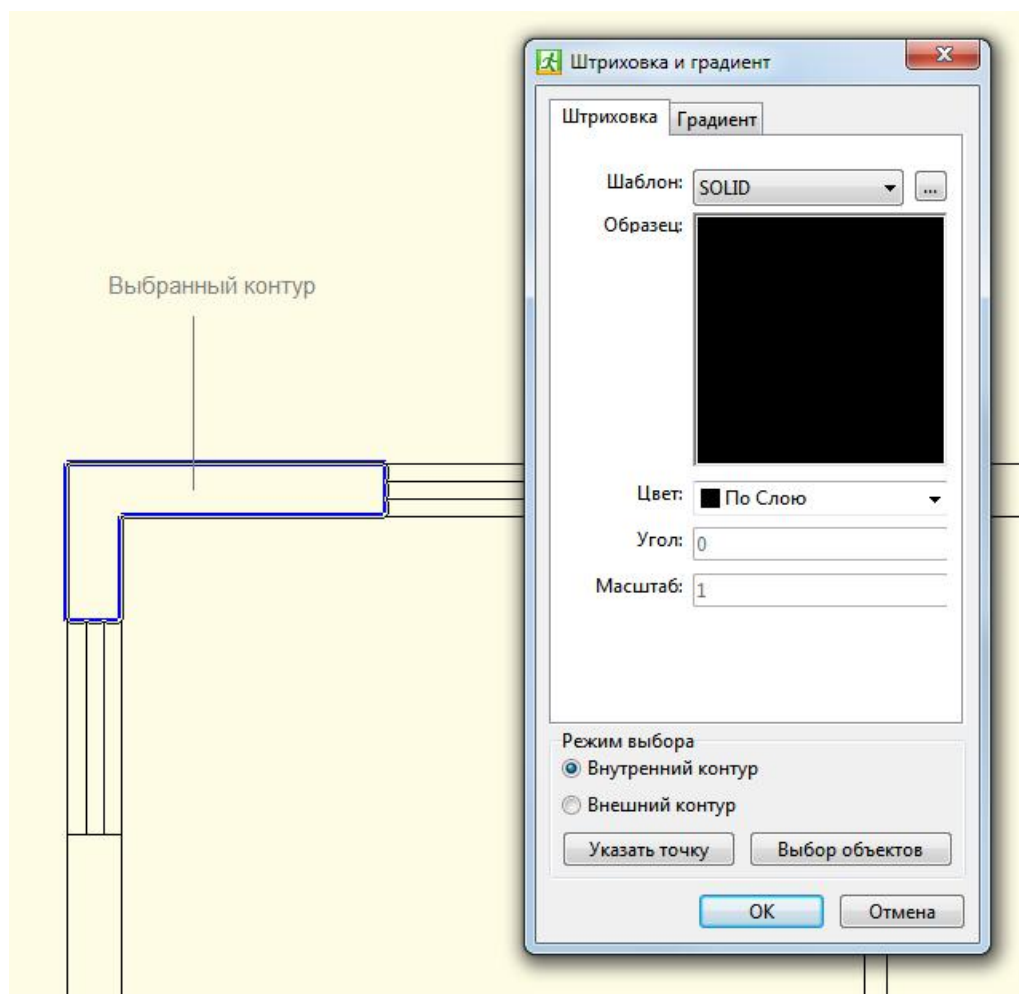 Штриховка и градиент
Штриховка Градиент
Шаблон: SOLID ...
Образец:
Выбранный контур
Цвет: По Слою
Угол: 0
Масштаб: 1
Режим выбора
Внутренний контур
Внешний контур
Указать точку Выбор объектов
OK Отмена